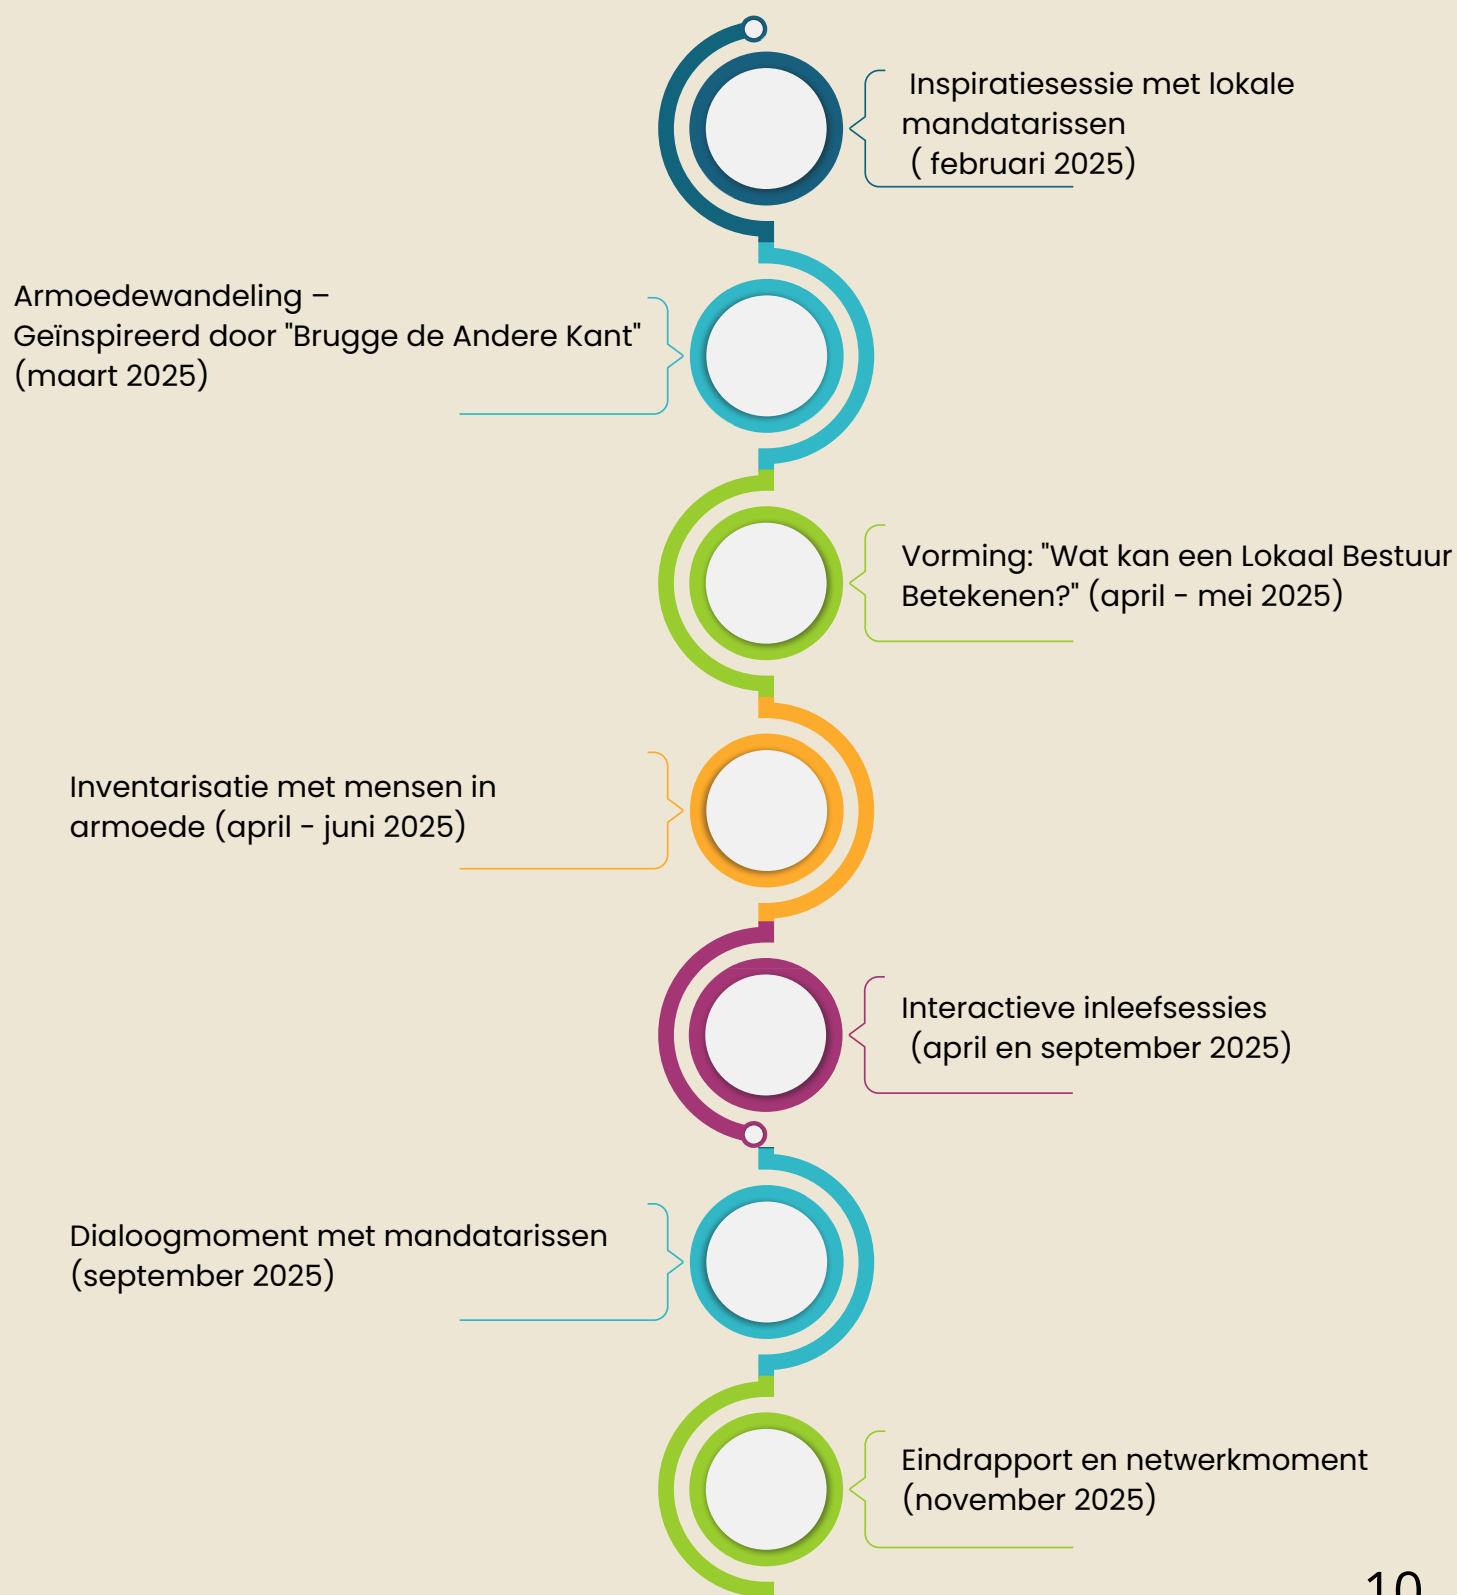 Inspiratiesessie met lokale
mandatarissen
( februari 2025)
Armoedewandeling –
Geïnspireerd door "Brugge de Andere Kant"
(maart 2025)
Vorming: "Wat kan een Lokaal Bestuur
Betekenen?" (april - mei 2025)
Inventarisatie met mensen in
armoede (april - juni 2025)
Interactieve inleefsessies
(april en september 2025)
Dialoogmoment met mandatarissen
(september 2025)
Eindrapport en netwerkmoment
(november 2025)
10